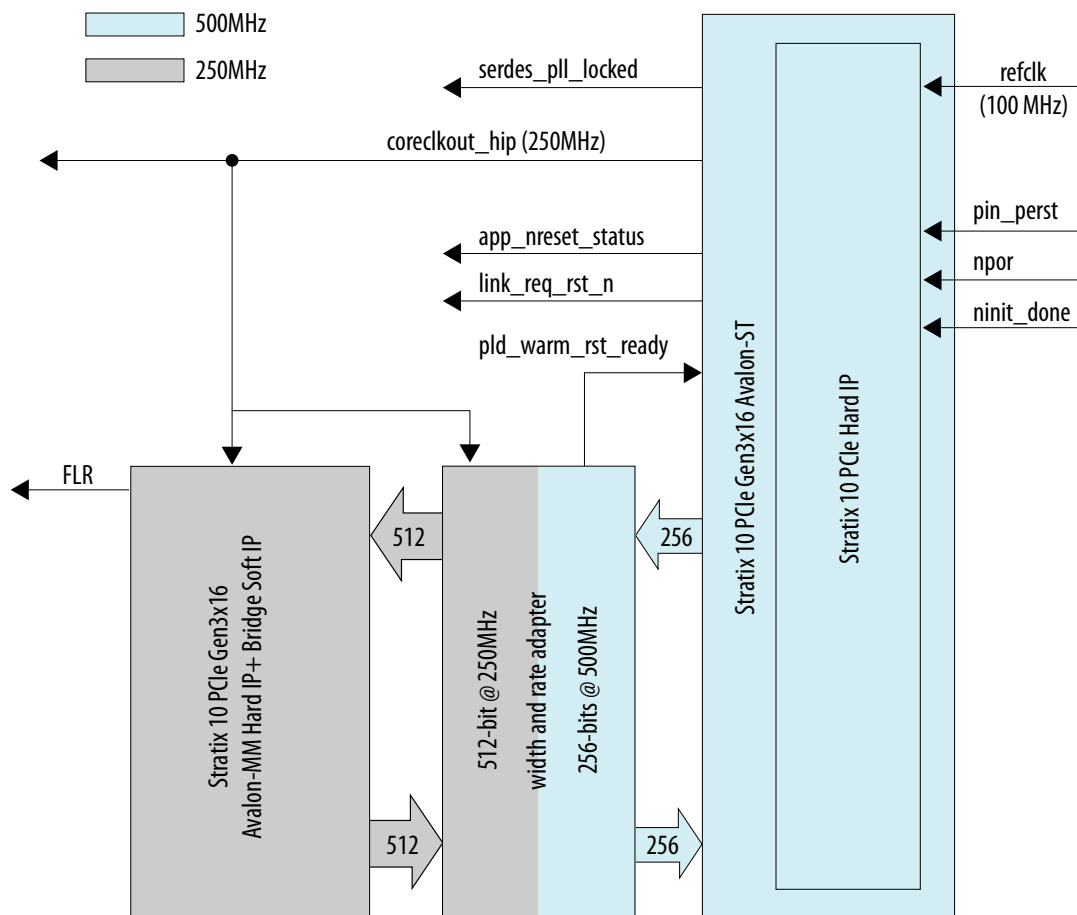 500MHz
250MHz
serdes_pll_locked
refclk
(100 MHz)
coreclkout_hip (250MHz)
pin_perst
app_nreset_status
npor
link_req_rst_n
ninit_done
pld_warm_rst_ready
Stratix 10 PCIe Gen3x16 Avalon-ST
Stratix 10 PCIe Hard IP
FLR
512
256
Stratix 10 PCIe Gen3x16
Avalon-MM Hard IP+ Bridge Soft IP
512-bit @ 250MHz
width and rate adapter
256-bits @ 500MHz
512
256